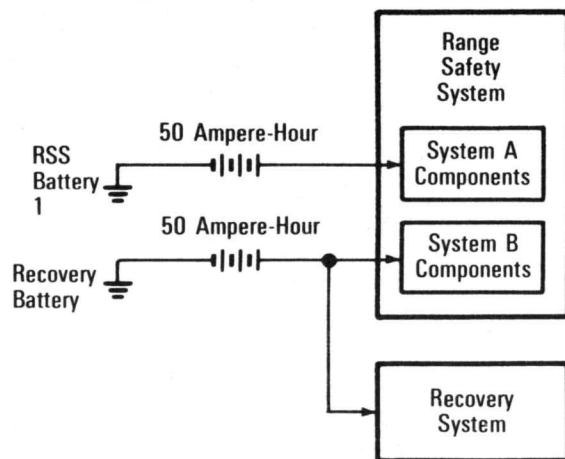 Range
Safety
System
50 Ampere-Hour
RSS
Battery
1
System A
Components
50 Ampere-Hour
Recovery
Battery
System B
Components
Recovery
System